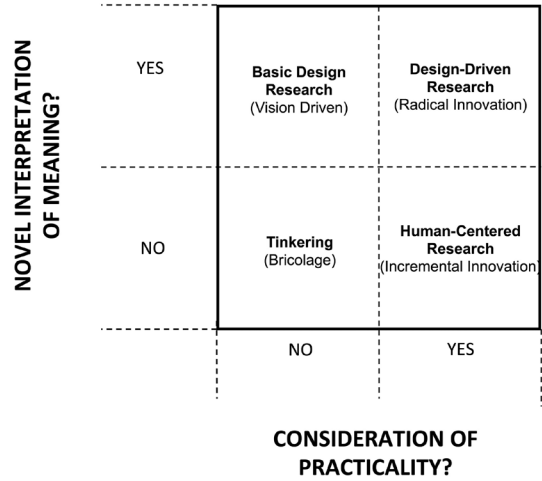 NOVEL INTERPRETATION
OF MEANING?
YES
Basic Design
Research
(Vision Driven)
Design-Driven
Research
(Radical Innovation)
NO
Tinkering
(Bricolage)
Human-Centered
Research
(Incremental Innovation)
NO
YES
CONSIDERATION OF
PRACTICALITY?